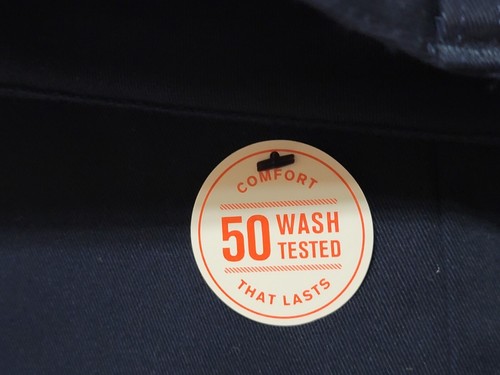 COMFORT
50 WASH
TESTED
THAT LASTS